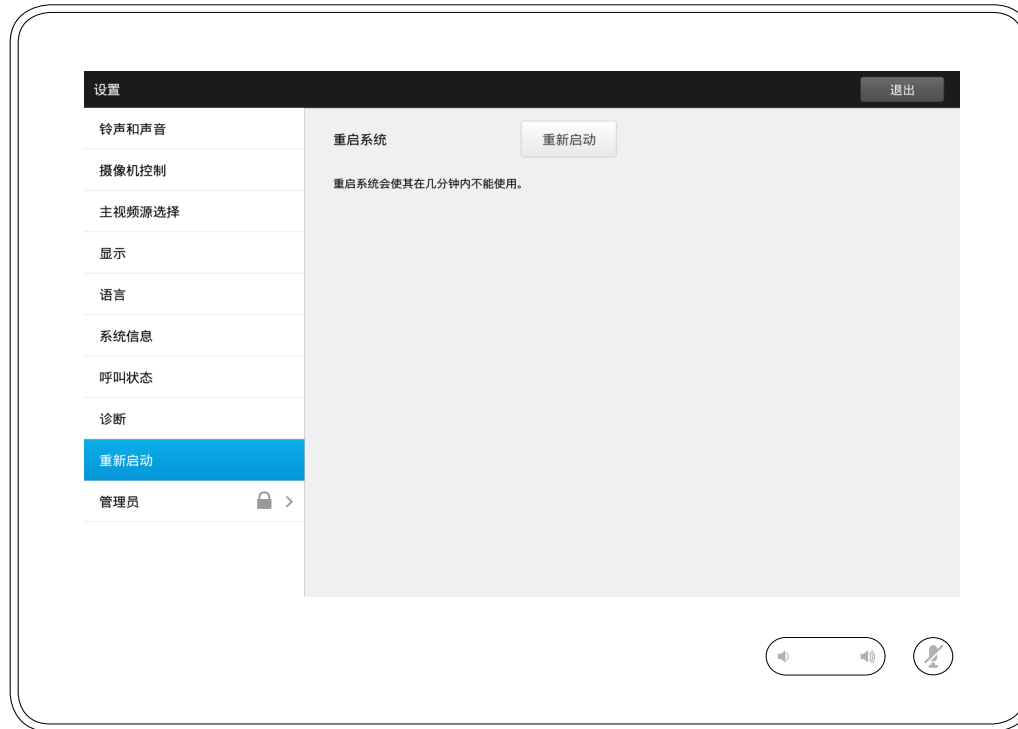 设置
退出
铃声和声音
摄像机控制
主视频源选择
显示
语言
系统信息
呼叫状态
诊断
重新启动
管理员
重启系统
重新启动
重启系统会使其在几分钟内不能使用。